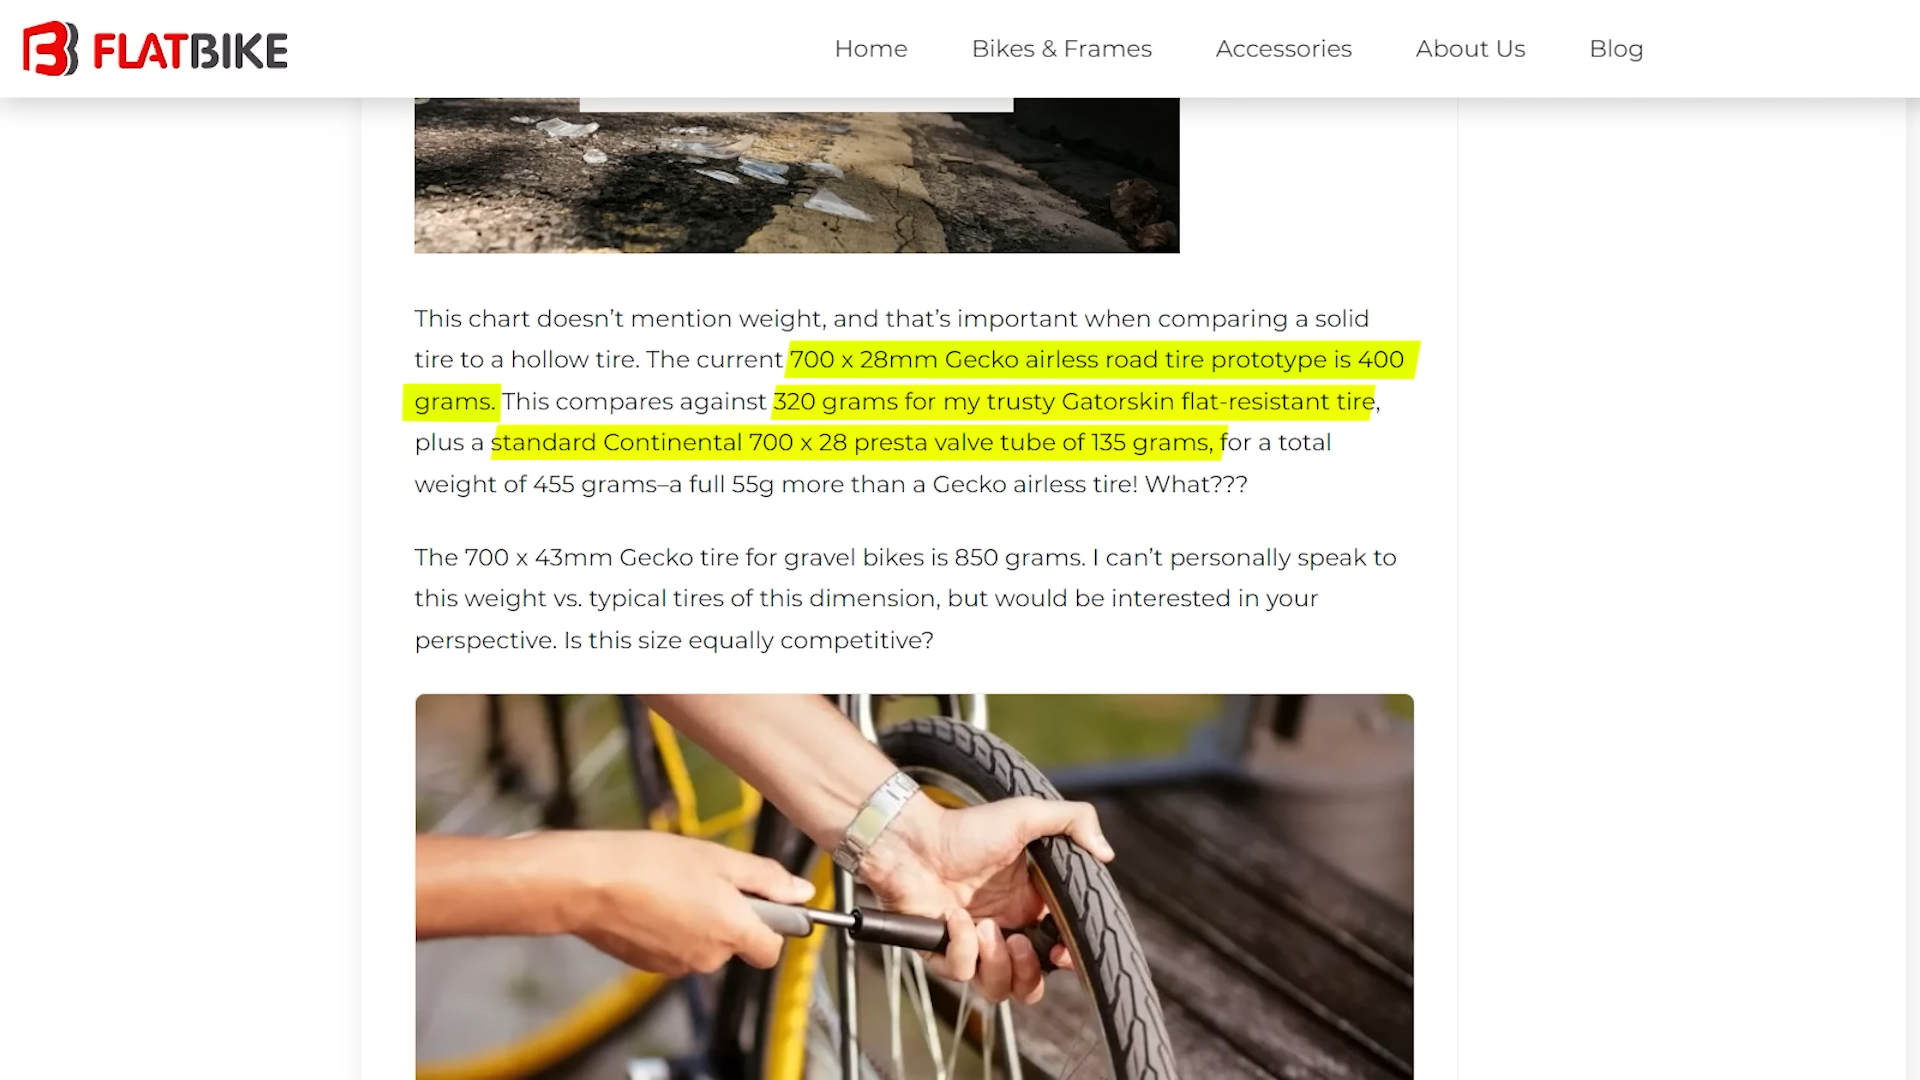 FLATBIKE
Home
Bikes & Frames
Accessories
About Us
Blog
This chart doesn’t mention weight, and that’s important when comparing a solid
tire to a hollow tire. The current 700 x 28mm Gecko airless road tire prototype is 400
grams. This compares against 320 grams for my trusty Gatorskin flat-resistant tire,
plus a standard Continental 700 x 28 presta valve tube of 135 grams, for a total
weight of 455 grams–a full 55g more than a Gecko airless tire! What???
The 700 x 43mm Gecko tire for gravel bikes is 850 grams. I can’t personally speak to
this weight vs. typical tires of this dimension, but would be interested in your
perspective. Is this size equally competitive?